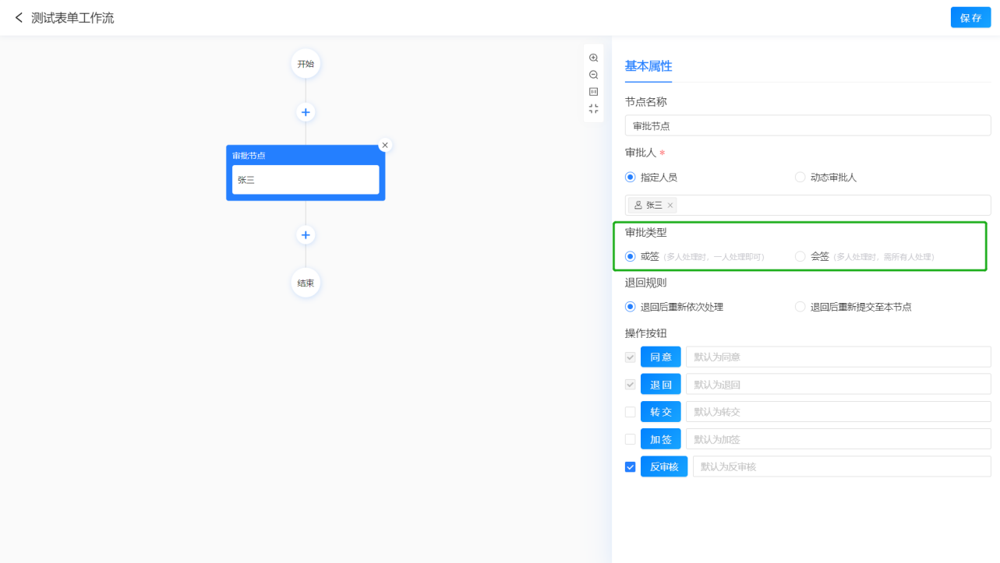 测试表单工作流
保存
开始
审批节点
张三
结束
基本属性
节点名称
审批节点
审批人 *
指定人员 动态审批人
张三
审批类型
或签（多人处理时，一人处理即可） 会签（多人处理时，需所有人处理）
退回规则
退回后重新依次处理 退回后重新提交至本节点
操作按钮
同意 默认为同意
退回 默认为退回
转交 默认为转交
加签 默认为加签
反审核 默认为反审核